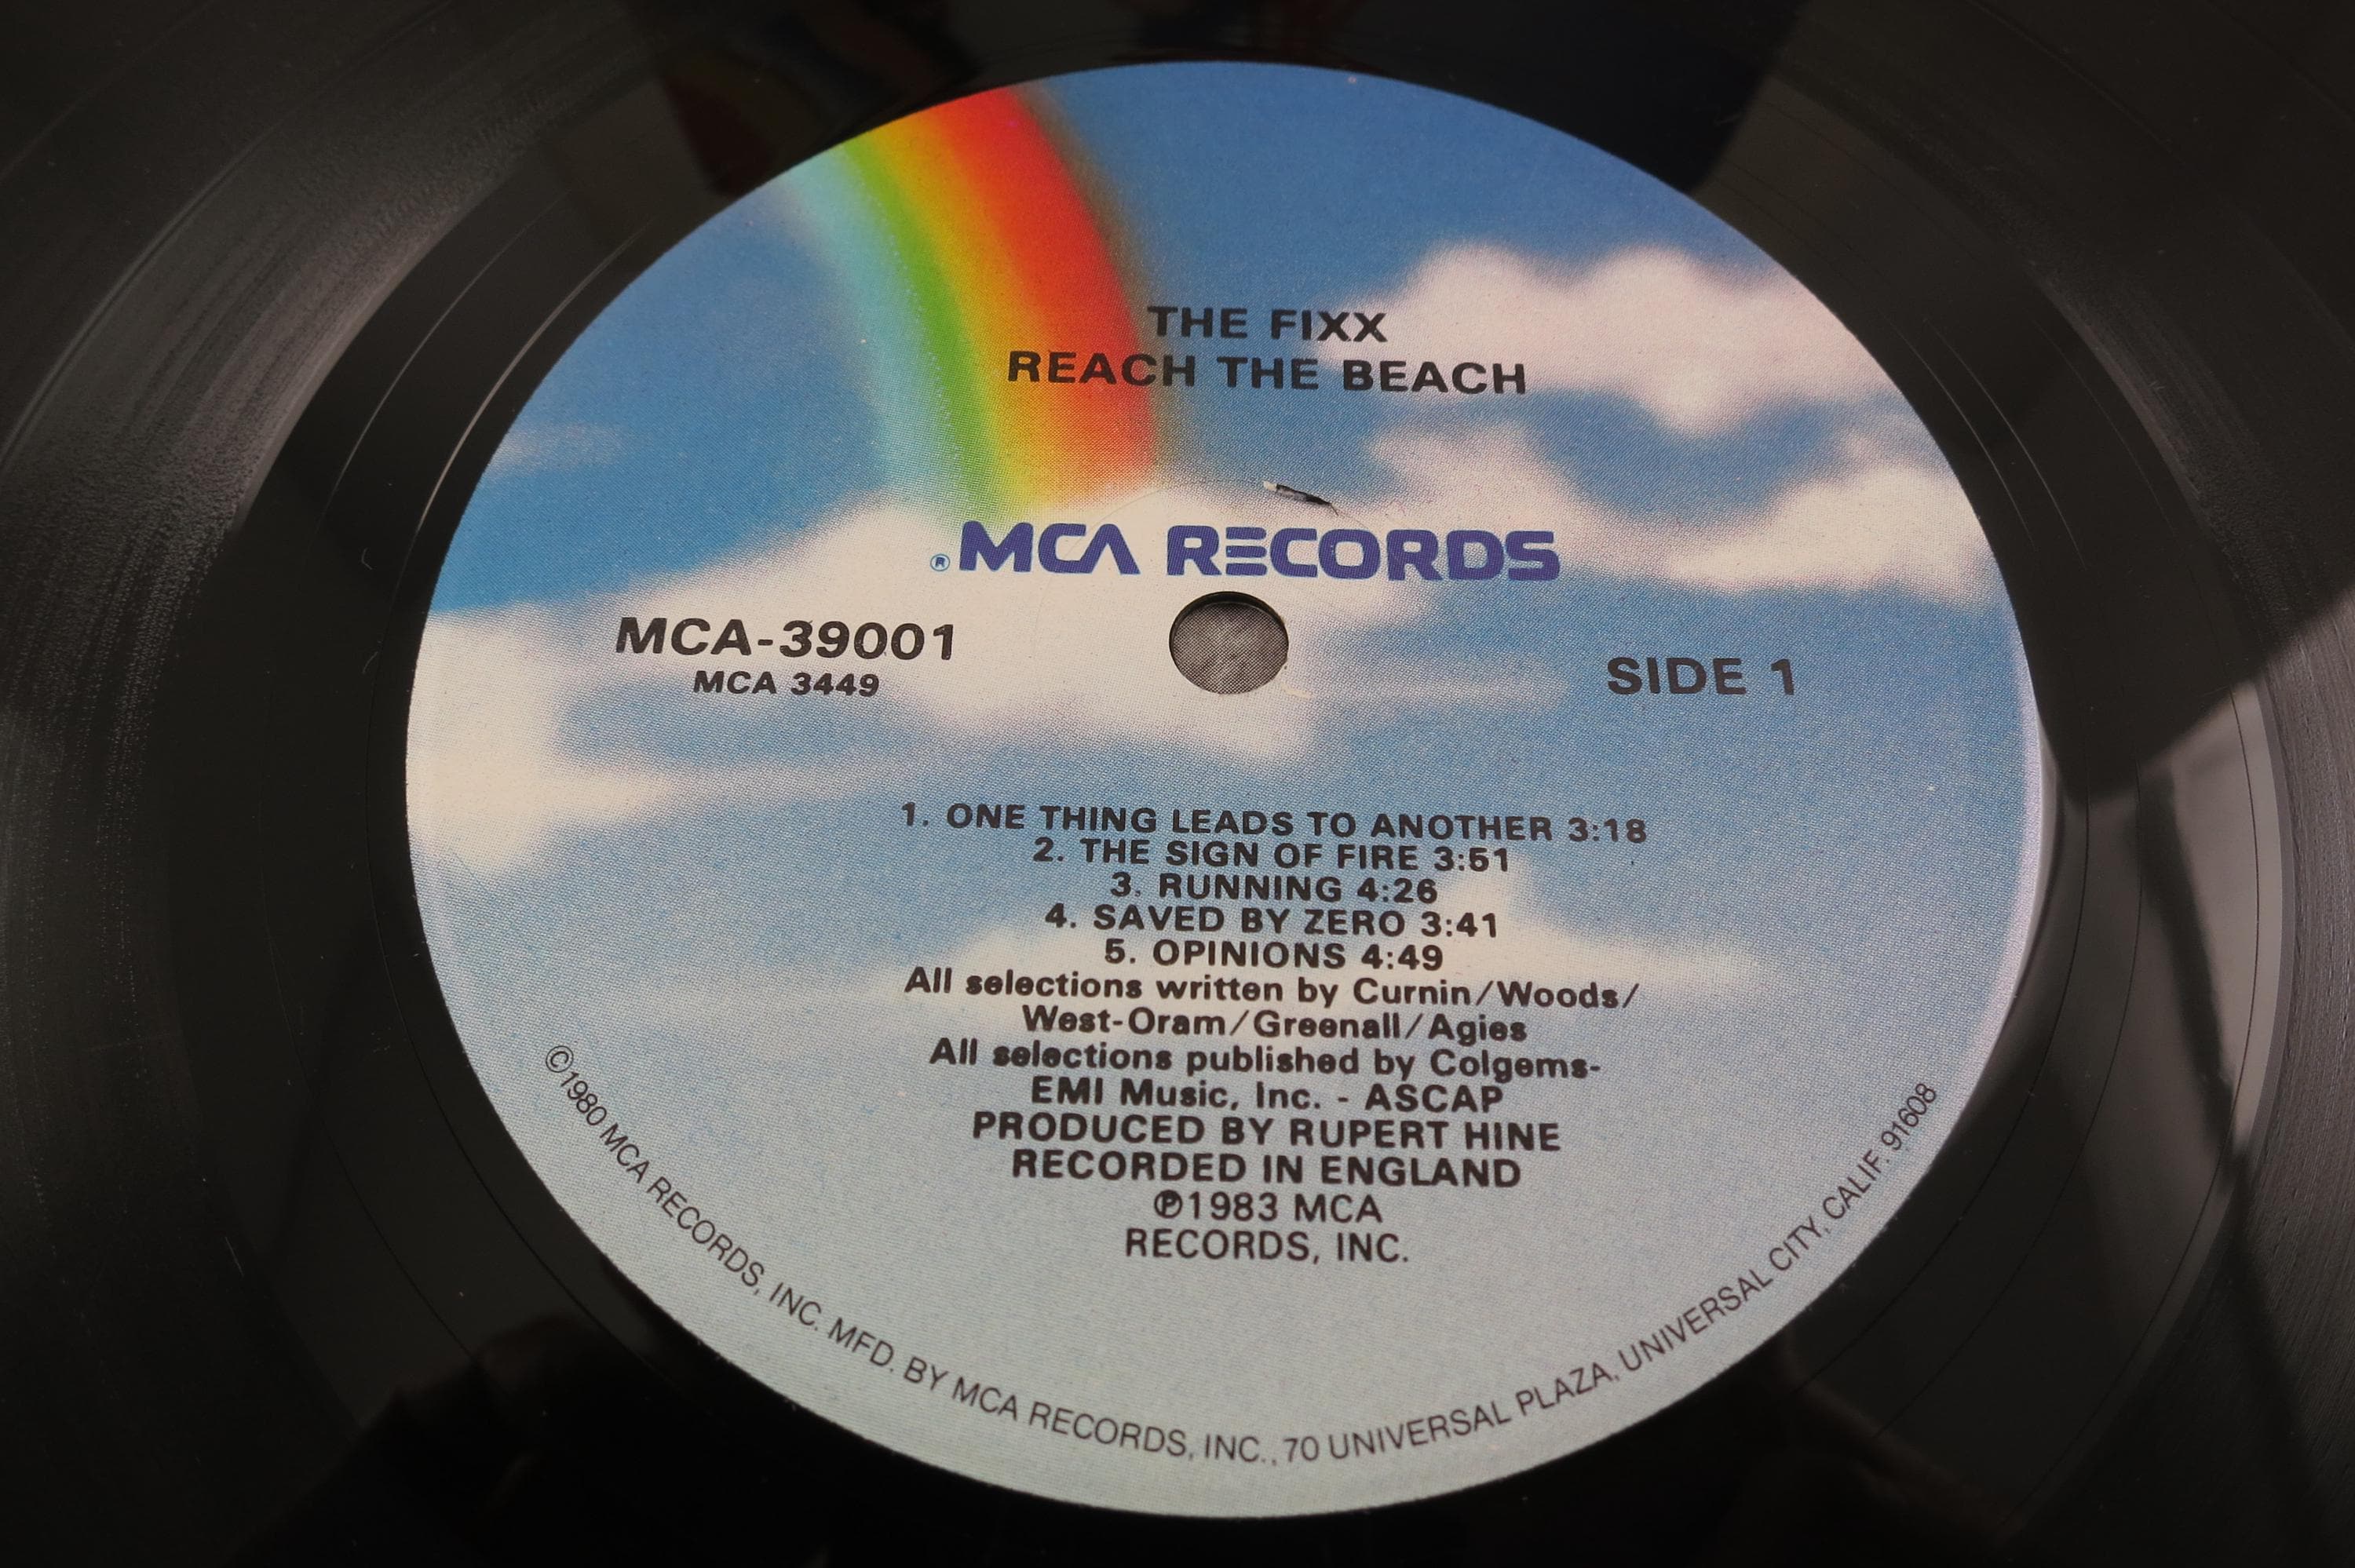 THE FIXX
REACH THE BEACH
® MCA RECORDS
MCA-39001
MCA 3449
SIDE 1
1. ONE THING LEADS TO ANOTHER 3:18
2. THE SIGN OF FIRE 3:51
3. RUNNING 4:26
4. SAVED BY ZERO 3:41
5. OPINIONS 4:49
All selections written by Curnin/Woods/
West-Oram/Greenall/Agies
All selections published by Colgems-
EMI Music, Inc. - ASCAP
PRODUCED BY RUPERT HINE
RECORDED IN ENGLAND
℗1983 MCA
RECORDS, INC.
©1980 MCA RECORDS, INC. MFD. BY MCA RECORDS, INC., 70 UNIVERSAL PLAZA, UNIVERSAL CITY, CALIF. 91608